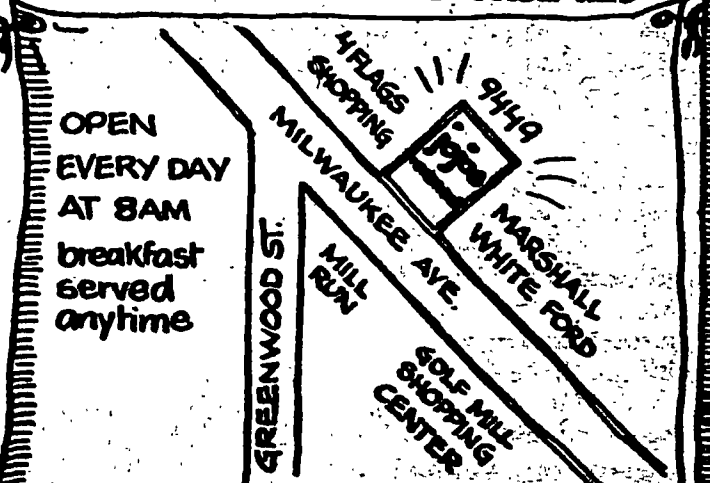 OPEN
EVERY DAY
AT 8AM
breakfast
served
anytime
4 FLAGS
SHOPPING
9449
jojos
MILWAUKEE AVE.
MARSHALL
WHITE FORD
GREENWOOD ST.
MILL
RUN
GOLF MILL
SHOPPING
CENTER